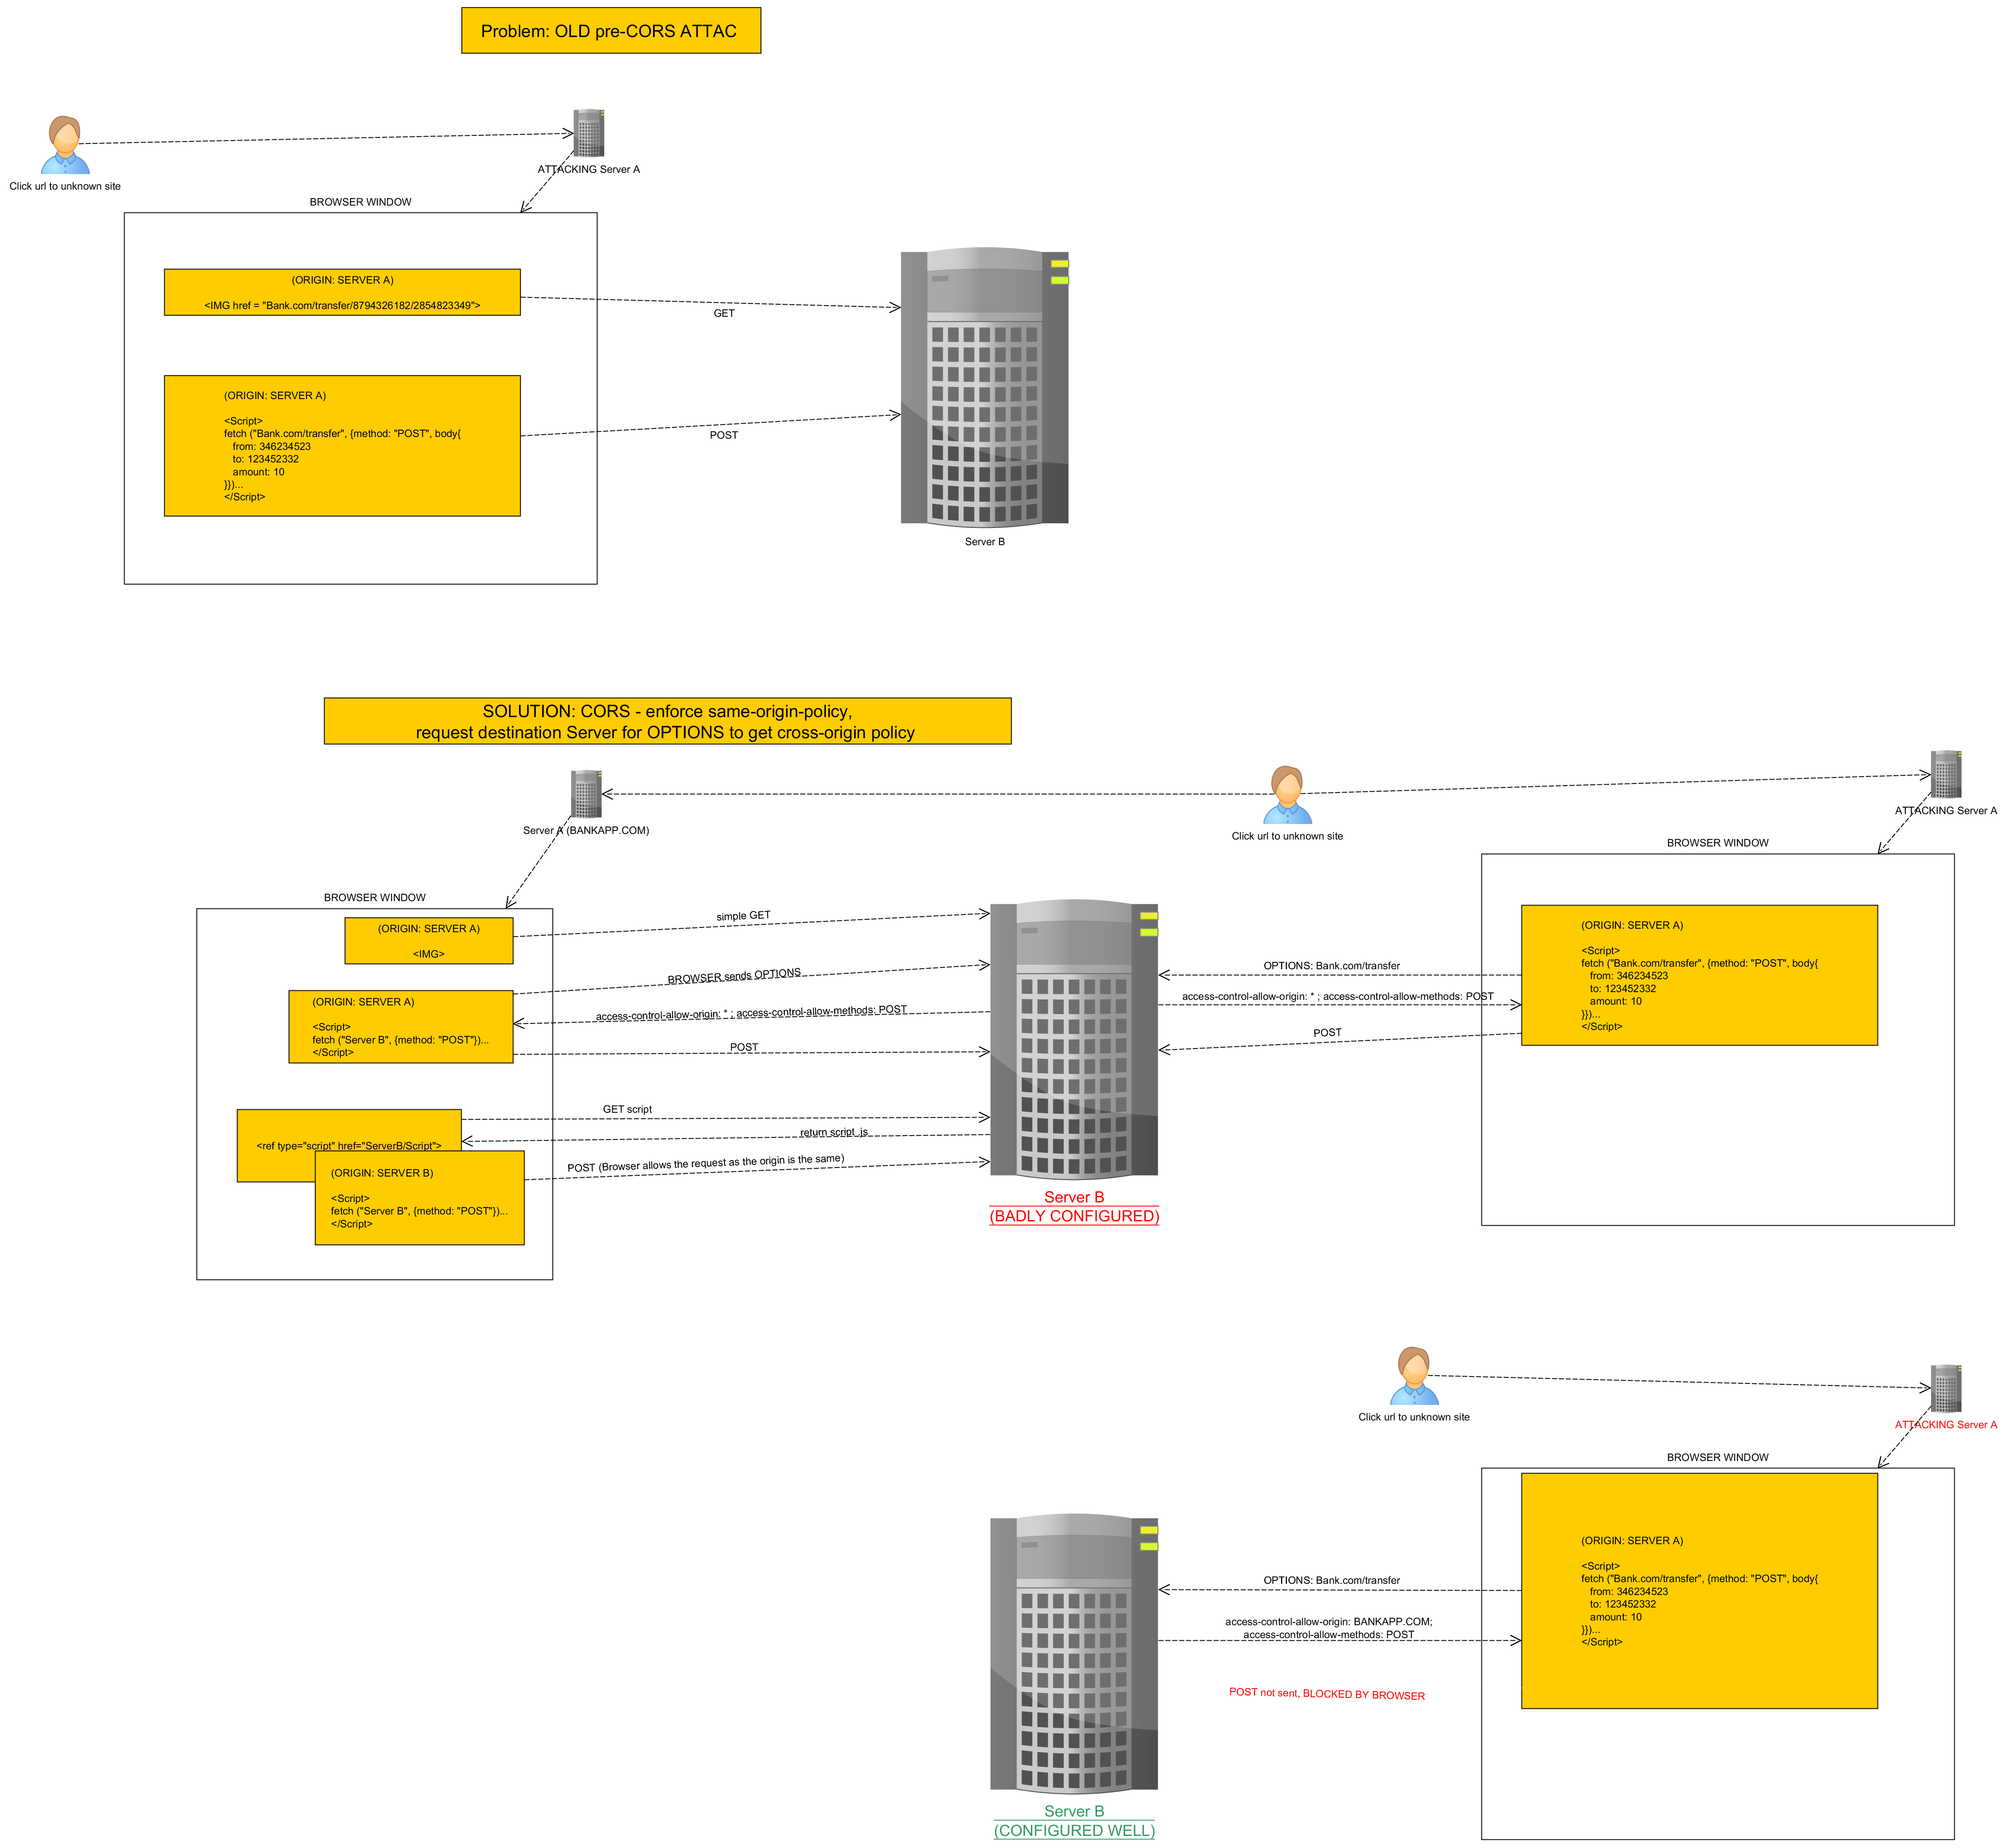 Problem: OLD pre-CORS ATTAC
Click url to unknown site
ATTACKING Server A
BROWSER WINDOW
(ORIGIN: SERVER A)
<IMG href = "Bank.com/transfer/8794326182/2854823349">
GET
(ORIGIN: SERVER A)
<Script>
fetch ("Bank.com/transfer", {method: "POST", body{
from: 346234523
to: 123452332
amount: 10
}})...
</Script>
POST
Server B
SOLUTION: CORS - enforce same-origin-policy,
request destination Server for OPTIONS to get cross-origin policy
Server A (BANKAPP.COM)
Click url to unknown site
ATTACKING Server A
BROWSER WINDOW
(ORIGIN: SERVER A)
<IMG>
simple GET
(ORIGIN: SERVER A)
<Script>
fetch ("Server B", {method: "POST"})...
</Script>
BROWSER sends OPTIONS
access-control-allow-origin: * ; access-control-allow-methods: POST
POST
<ref type="script" href="ServerB/Script">
GET script
return script .js
(ORIGIN: SERVER B)
<Script>
fetch ("Server B", {method: "POST"})...
</Script>
POST (Browser allows the request as the origin is the same)
Server B
(BADLY CONFIGURED)
BROWSER WINDOW
(ORIGIN: SERVER A)
<Script>
fetch ("Bank.com/transfer", {method: "POST", body{
from: 346234523
to: 123452332
amount: 10
}})...
</Script>
OPTIONS: Bank.com/transfer
access-control-allow-origin: * ; access-control-allow-methods: POST
POST
Click url to unknown site
ATTACKING Server A
BROWSER WINDOW
(ORIGIN: SERVER A)
<Script>
fetch ("Bank.com/transfer", {method: "POST", body{
from: 346234523
to: 123452332
amount: 10
}})...
</Script>
OPTIONS: Bank.com/transfer
access-control-allow-origin: BANKAPP.COM;
access-control-allow-methods: POST
POST not sent, BLOCKED BY BROWSER
Server B
(CONFIGURED WELL)